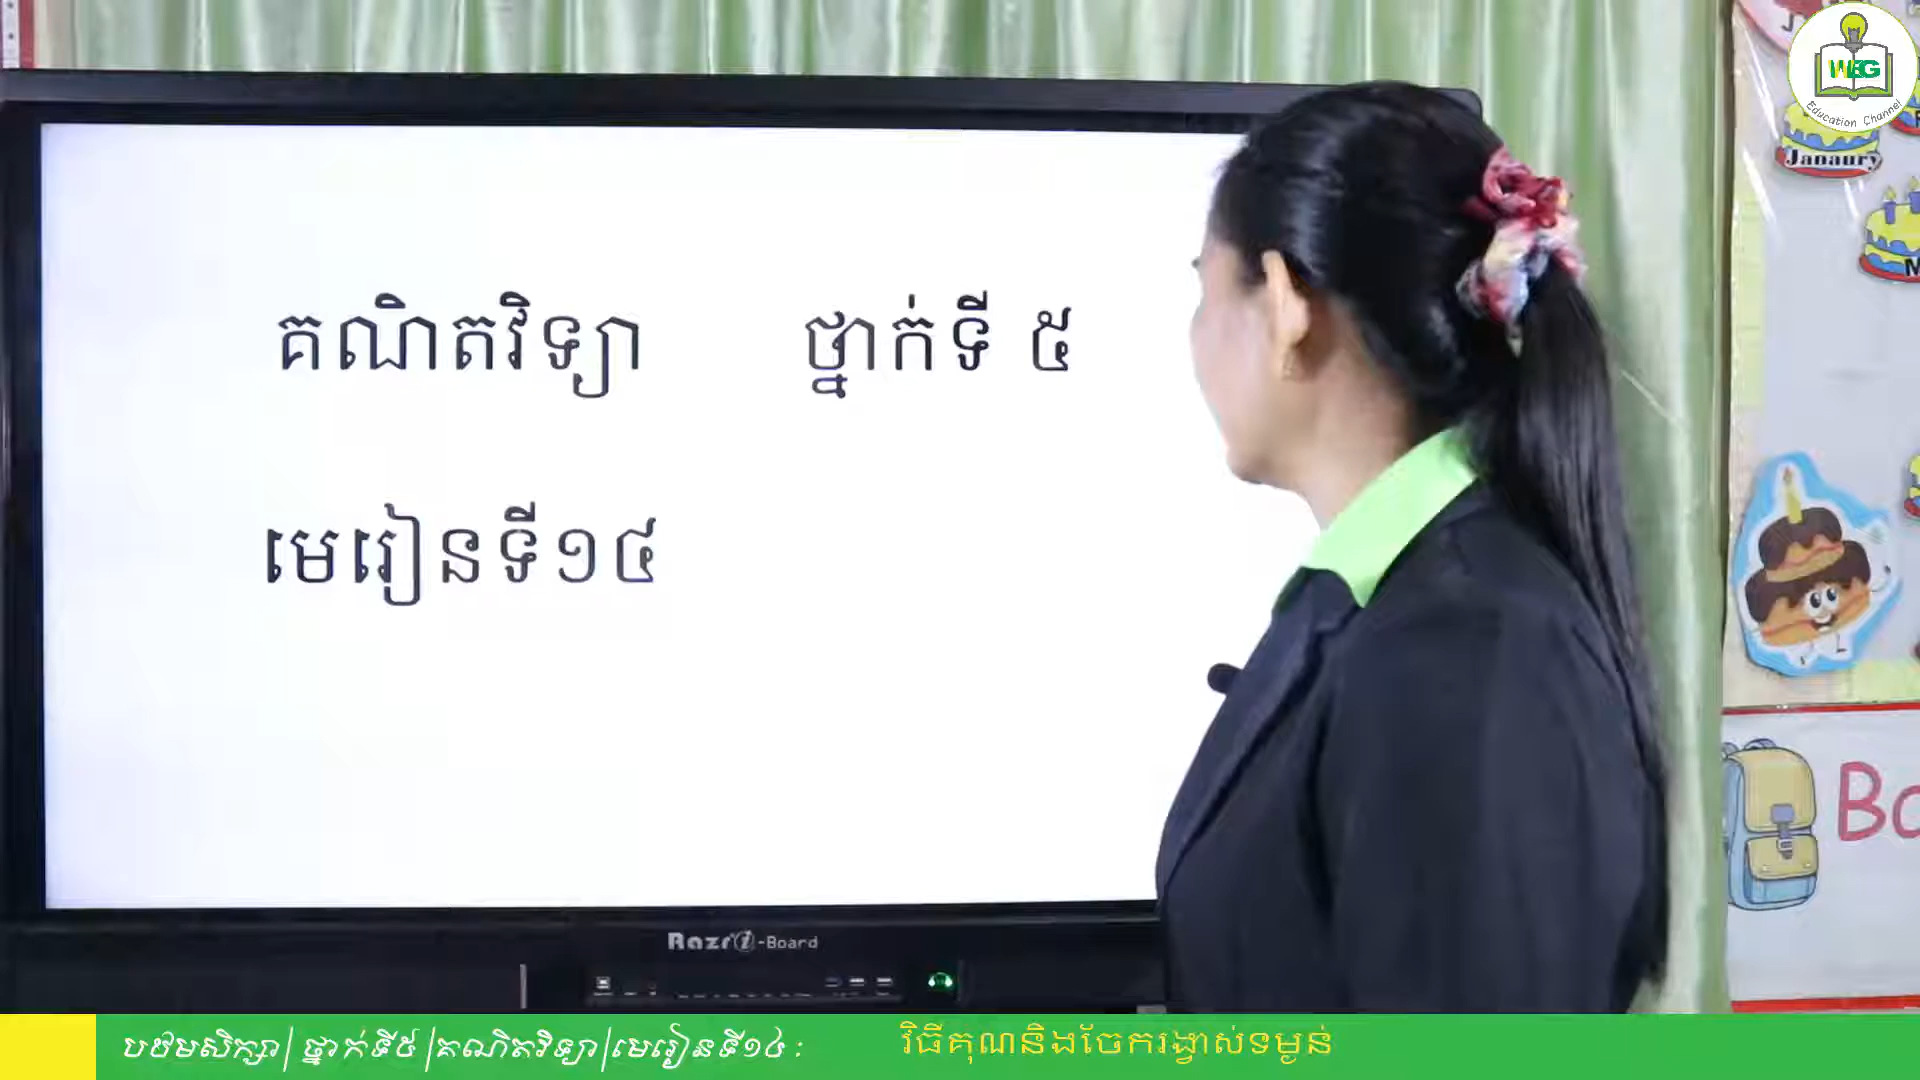 WEG
Education Channel
Janaury
គណិតវិទ្យា ថ្នាក់ទី ៥
មេរៀនទី១៤
Razr i-Board
បឋមសិក្សា| ថ្នាក់ទី៥ |គណិតវិទ្យា|មេរៀនទី១៤ : វិធីគុណនិងចែករង្វាស់ទម្ងន់